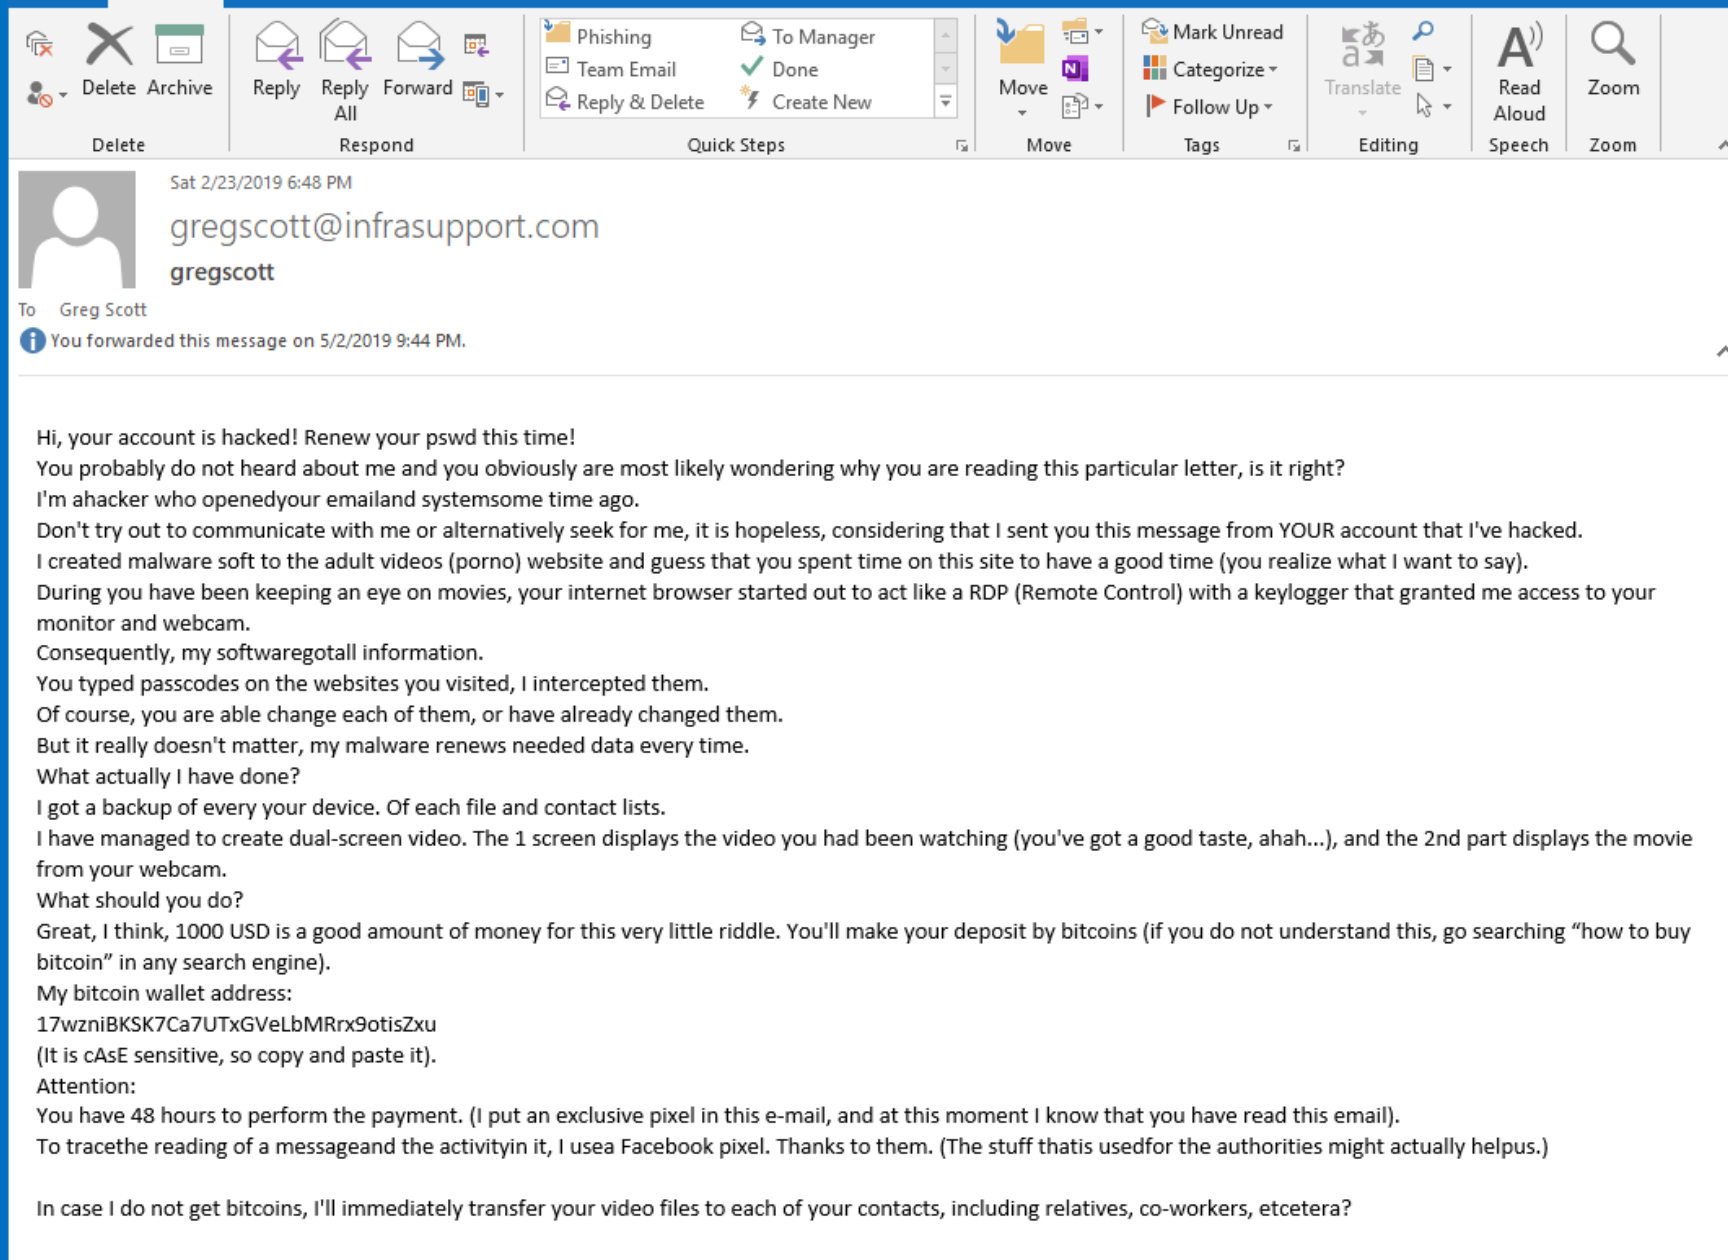 Delete
Archive
Reply
Reply All
Forward
Phishing
To Manager
Team Email
Done
Reply & Delete
Create New
Move
Mark Unread
Categorize
Follow Up
Translate
Read Aloud
Zoom
Delete
Respond
Quick Steps
Move
Tags
Editing
Speech
Zoom
Sat 2/23/2019 6:48 PM
gregscott@infrasupport.com
gregscott
To Greg Scott
You forwarded this message on 5/2/2019 9:44 PM.
Hi, your account is hacked! Renew your pswd this time!
You probably do not heard about me and you obviously are most likely wondering why you are reading this particular letter, is it right?
I'm ahacker who openedyour emailand systemsome time ago.
Don't try out to communicate with me or alternatively seek for me, it is hopeless, considering that I sent you this message from YOUR account that I've hacked.
I created malware soft to the adult videos (porno) website and guess that you spent time on this site to have a good time (you realize what I want to say).
During you have been keeping an eye on movies, your internet browser started out to act like a RDP (Remote Control) with a keylogger that granted me access to your
monitor and webcam.
Consequently, my softwaregotall information.
You typed passcodes on the websites you visited, I intercepted them.
Of course, you are able change each of them, or have already changed them.
But it really doesn't matter, my malware renews needed data every time.
What actually I have done?
I got a backup of every your device. Of each file and contact lists.
I have managed to create dual-screen video. The 1 screen displays the video you had been watching (you've got a good taste, ahah...), and the 2nd part displays the movie
from your webcam.
What should you do?
Great, I think, 1000 USD is a good amount of money for this very little riddle. You'll make your deposit by bitcoins (if you do not understand this, go searching “how to buy
bitcoin” in any search engine).
My bitcoin wallet address:
17wzniBKSK7Ca7UTxGVeLbMRrx9otisZxu
(It is cAsE sensitive, so copy and paste it).
Attention:
You have 48 hours to perform the payment. (I put an exclusive pixel in this e-mail, and at this moment I know that you have read this email).
To tracethe reading of a messageand the activityin it, I usea Facebook pixel. Thanks to them. (The stuff thatis usedfor the authorities might actually helpus.)
In case I do not get bitcoins, I'll immediately transfer your video files to each of your contacts, including relatives, co-workers, etcetera?